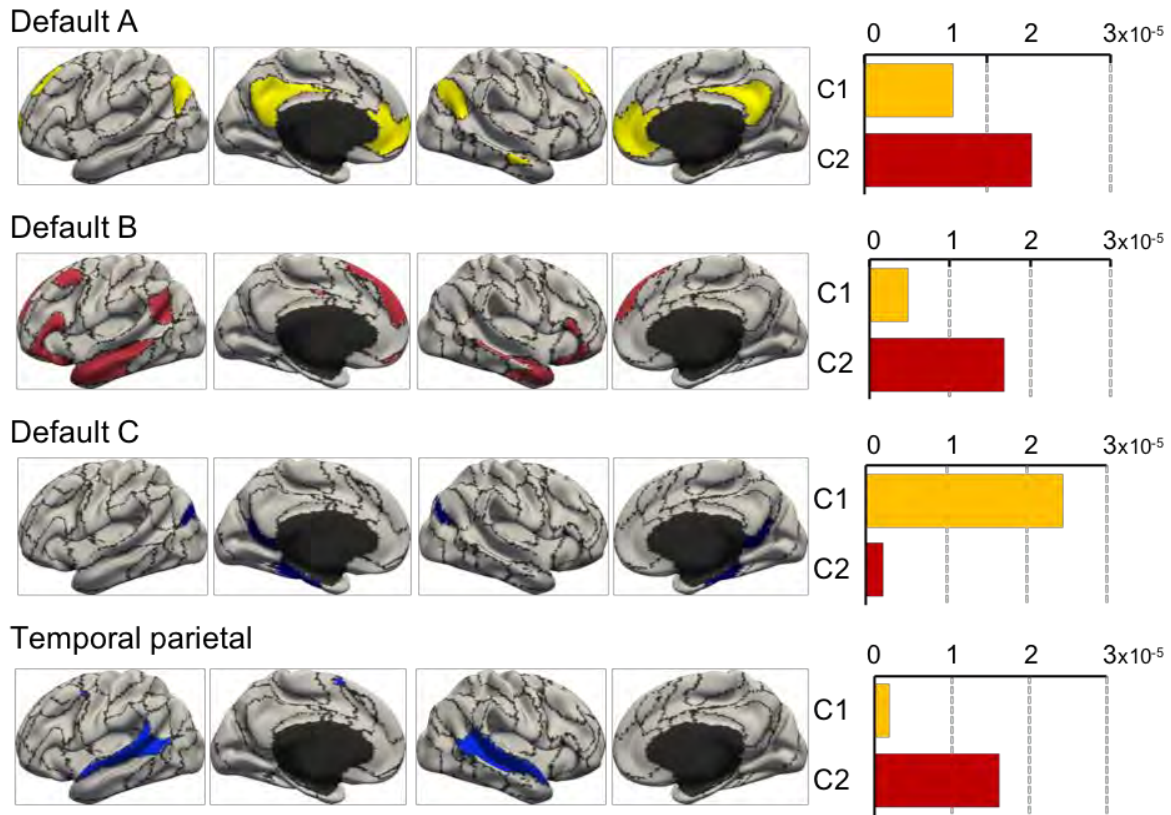 Default A
0 1 2 3x10-5
C1
C2
Default B
0 1 2 3x10-5
C1
C2
Default C
0 1 2 3x10-5
C1
C2
Temporal parietal
0 1 2 3x10-5
C1
C2